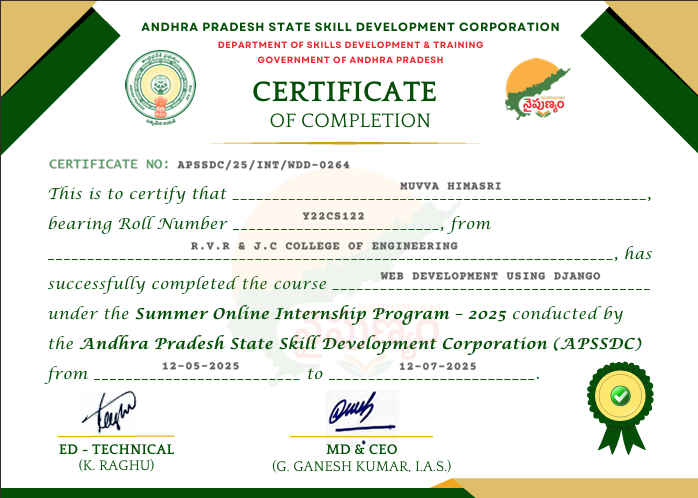 ANDHRA PRADESH STATE SKILL DEVELOPMENT CORPORATION
DEPARTMENT OF SKILLS DEVELOPMENT & TRAINING
GOVERNMENT OF ANDHRA PRADESH
CERTIFICATE
OF COMPLETION
నైపుణ్యం
CERTIFICATE NO: APSSDC/25/INT/WDD-0264
This is to certify that MUVVA HIMASRI,
bearing Roll Number Y22CS122, from
R.V.R & J.C COLLEGE OF ENGINEERING, has
successfully completed the course WEB DEVELOPMENT USING DJANGO
under the Summer Online Internship Program – 2025 conducted by
the Andhra Pradesh State Skill Development Corporation (APSSDC)
from 12-05-2025 to 12-07-2025.
ED - TECHNICAL
(K. RAGHU)
MD & CEO
(G. GANESH KUMAR, I.A.S.)